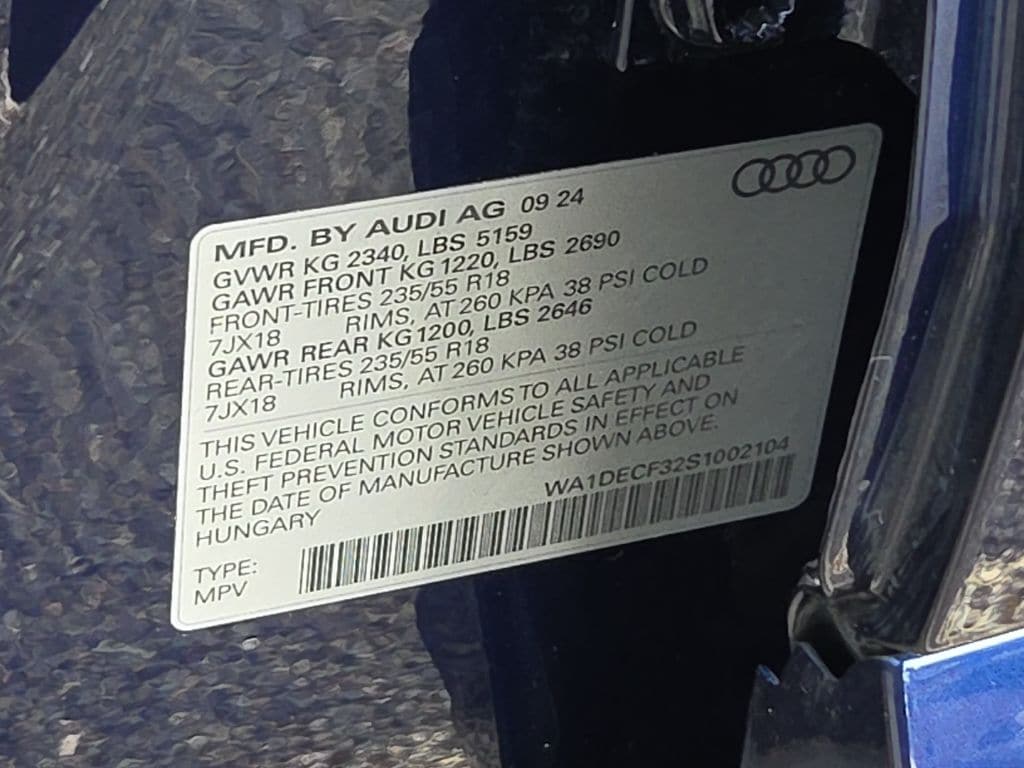 MFD. BY AUDI AG 09 24
GVWR KG 2340, LBS 5159
GAWR FRONT KG 1220, LBS 2690
FRONT-TIRES 235/55 R18
7JX18 RIMS, AT 260 KPA 38 PSI COLD
GAWR REAR KG 1200, LBS 2646
REAR-TIRES 235/55 R18
7JX18 RIMS, AT 260 KPA 38 PSI COLD
THIS VEHICLE CONFORMS TO ALL APPLICABLE
U.S. FEDERAL MOTOR VEHICLE SAFETY AND
THEFT PREVENTION STANDARDS IN EFFECT ON
THE DATE OF MANUFACTURE SHOWN ABOVE.
HUNGARY
WA1DECF32S1002104
TYPE:
MPV